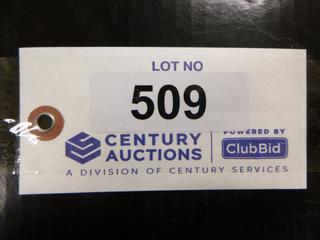 LOT NO
509
CENTURY
AUCTIONS
POWERED BY
ClubBid
A DIVISION OF CENTURY SERVICES